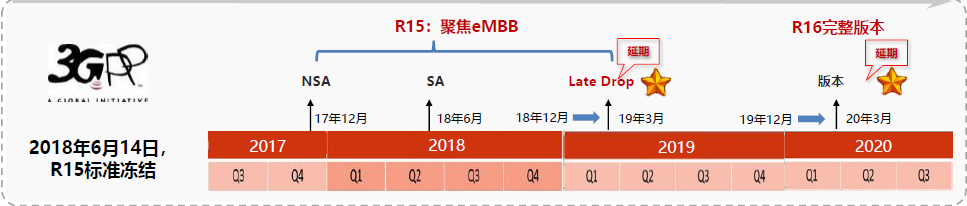 R15：聚焦eMBB
R16完整版本
延期
延期
3GPP
A GLOBAL INITIATIVE
NSA
SA
Late Drop
版本
17年12月
18年6月
18年12月
19年3月
19年12月
20年3月
2018年6月14日，
R15标准冻结
2017
2018
2019
2020
Q3
Q4
Q1
Q2
Q3
Q4
Q1
Q2
Q3
Q4
Q1
Q2
Q3